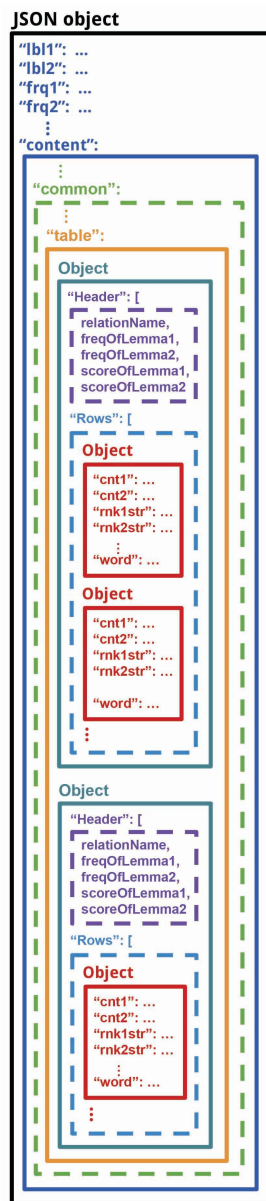 JSON object
“lbl1”: ...
“lbl2”: ...
“frq1”: ...
“frq2”: ...
⋮
“content”:
⋮
“common”:
⋮
“table”:
Object
“Header”: [
relationName,
freqOfLemma1,
freqOfLemma2,
scoreOfLemma1,
scoreOfLemma2
“Rows”: [
Object
“cnt1”: ...
“cnt2”: ...
“rnk1str”: ...
“rnk2str”: ...
⋮
“word”: ...
Object
“cnt1”: ...
“cnt2”: ...
“rnk1str”: ...
“rnk2str”: ...
“word”: ...
⋮
Object
“Header”: [
relationName,
freqOfLemma1,
freqOfLemma2,
scoreOfLemma1,
scoreOfLemma2
“Rows”: [
Object
“cnt1”: ...
“cnt2”: ...
“rnk1str”: ...
“rnk2str”: ...
⋮
“word”: ...
⋮